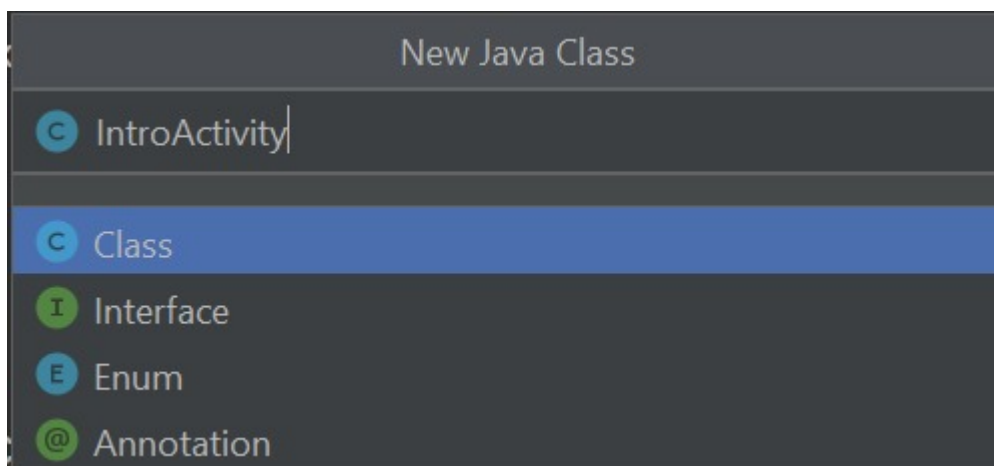 New Java Class
C IntroActivity
C Class
I Interface
E Enum
@ Annotation